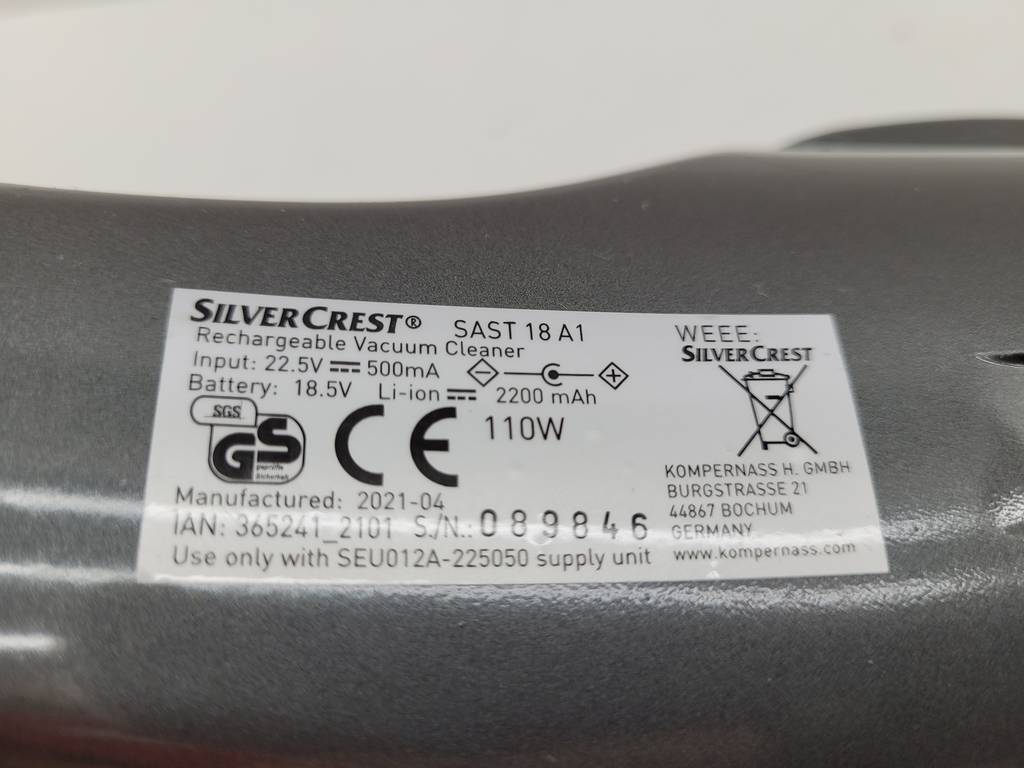 SILVERCREST® SAST 18 A1
Rechargeable Vacuum Cleaner
Input: 22.5V 500mA
Battery: 18.5V Li-ion 2200 mAh
SGS
GS
geprüfte
Sicherheit
CE 110W
Manufactured: 2021-04
IAN: 365241_2101 S./N.: 089846
Use only with SEU012A-225050 supply unit
WEEE:
SILVERCREST
KOMPERNASS H. GMBH
BURGSTRASSE 21
44867 BOCHUM
GERMANY
www.kompernass.com